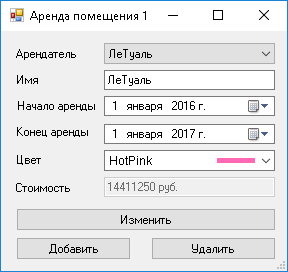 Аренда помещения 1
Арендатель ЛеТуаль
Имя ЛеТуаль
Начало аренды 1 января 2016 г.
Конец аренды 1 января 2017 г.
Цвет HotPink
Стоимость 14411250 руб.
Изменить
Добавить Удалить